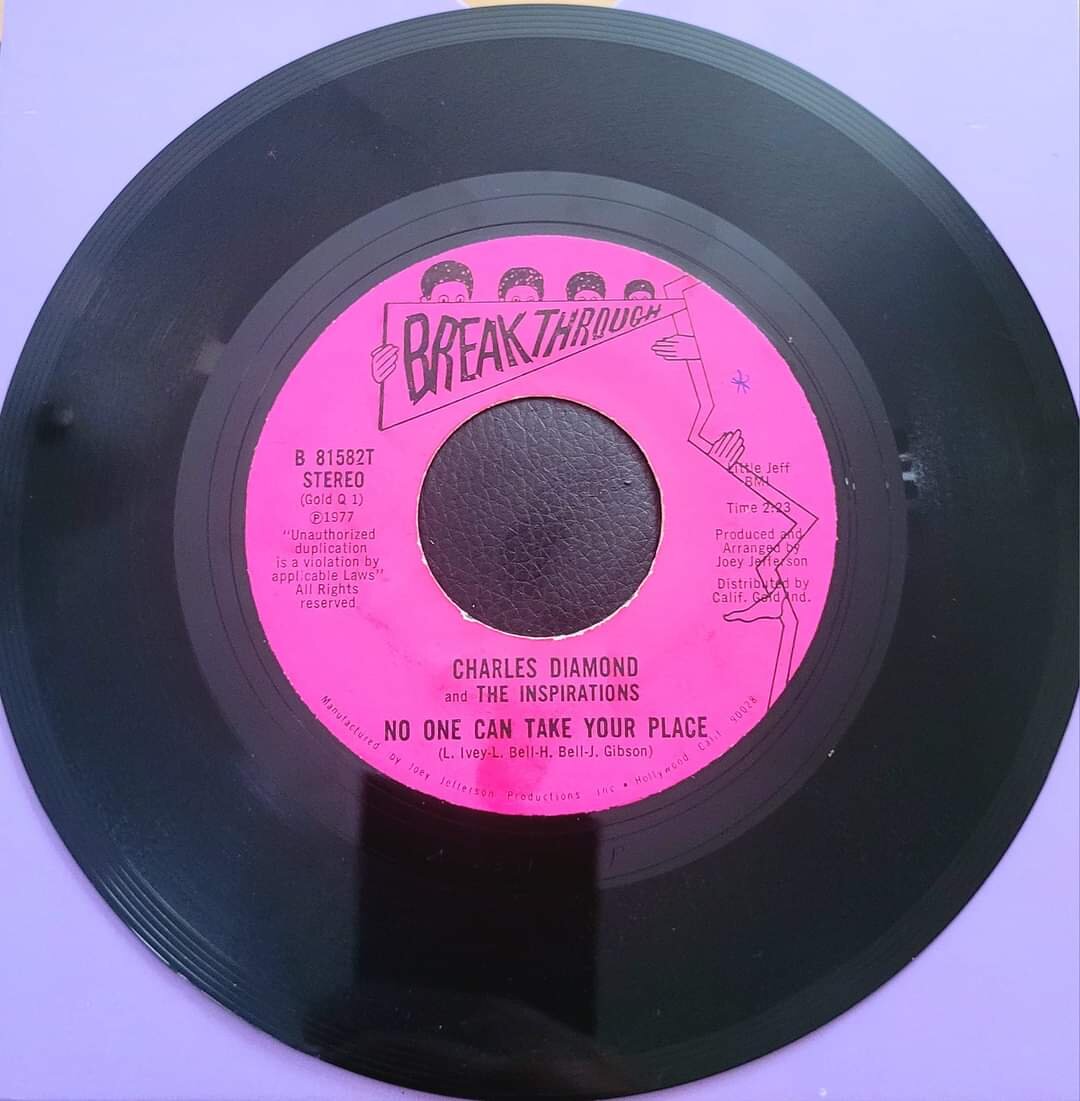 BREAKTHROUGH
B 81582T
STEREO
(Gold Q 1)
Ⓟ1977
"Unauthorized
duplication
is a violation by
applicable Laws"
All Rights
reserved
Little Jeff
BMI
Time 2:23
Produced and
Arranged by
Joey Jefferson
Distributed by
Calif. Gold Ind.
CHARLES DIAMOND
and THE INSPIRATIONS
NO ONE CAN TAKE YOUR PLACE
(L. Ivey-L. Bell-H. Bell-J. Gibson)
Manufactured by Joey Jefferson Productions Inc • Hollywood Calif 90028